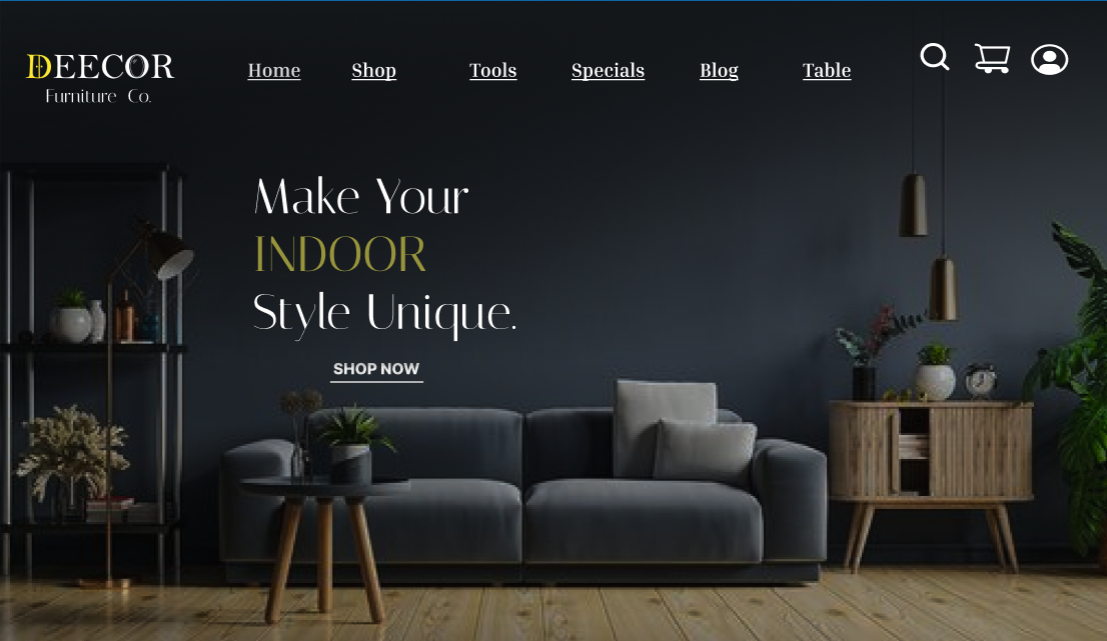 DEECOR
Furniture Co.
Home Shop Tools Specials Blog Table
Make Your
INDOOR
Style Unique.
SHOP NOW